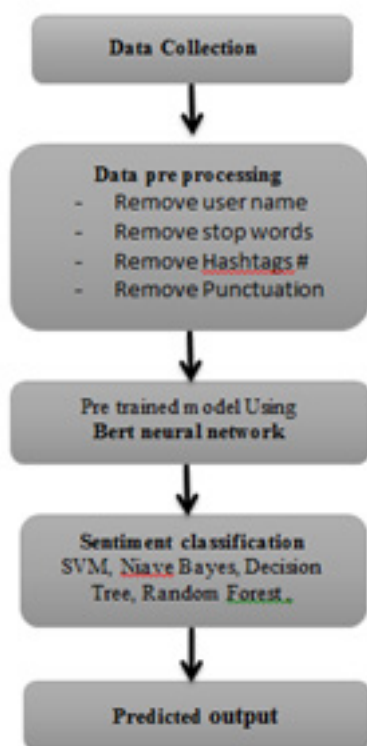 Data Collection
Data pre processing
- Remove user name
- Remove stop words
- Remove Hashtags #
- Remove Punctuation
Pre trained model Using
Bert neural network
Sentiment classification
SVM, Niave Bayes, Decision
Tree, Random Forest.
Predicted output